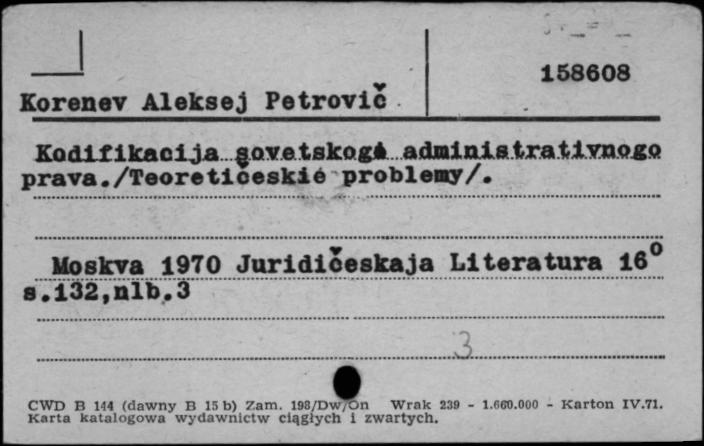 158608
Korenev Aleksej Petrovič
Kodifikacija sovetskogo administrativnogo
prava./Teoretičeskie problemy/.
Moskva 1970 Juridičeskaja Literatura 16⁰
s.132,nlb.3
3
CWD B 144 (dawny B 15 b) Zam. 198/Dw/On Wrak 239 - 1.660.000 - Karton IV.71.
Karta katalogowa wydawnictw ciągłych i zwartych.